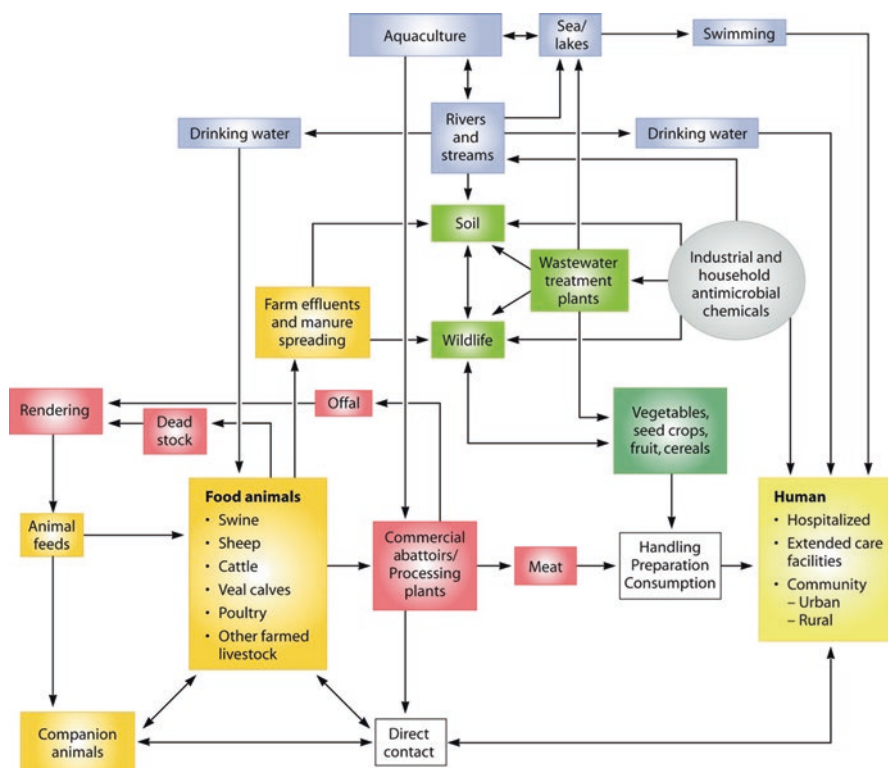 Aquaculture
Sea/
lakes
Swimming
Drinking water
Rivers
and
streams
Drinking water
Soil
Farm effluents
and manure
spreading
Wastewater
treatment
plants
Industrial and
household
antimicrobial
chemicals
Wildlife
Rendering
Offal
Dead
stock
Vegetables,
seed crops,
fruit, cereals
Animal
feeds
Food animals
• Swine
• Sheep
• Cattle
• Veal calves
• Poultry
• Other farmed
livestock
Commercial
abattoirs/
Processing
plants
Meat
Handling
Preparation
Consumption
Human
• Hospitalized
• Extended care
facilities
• Community
– Urban
– Rural
Companion
animals
Direct
contact